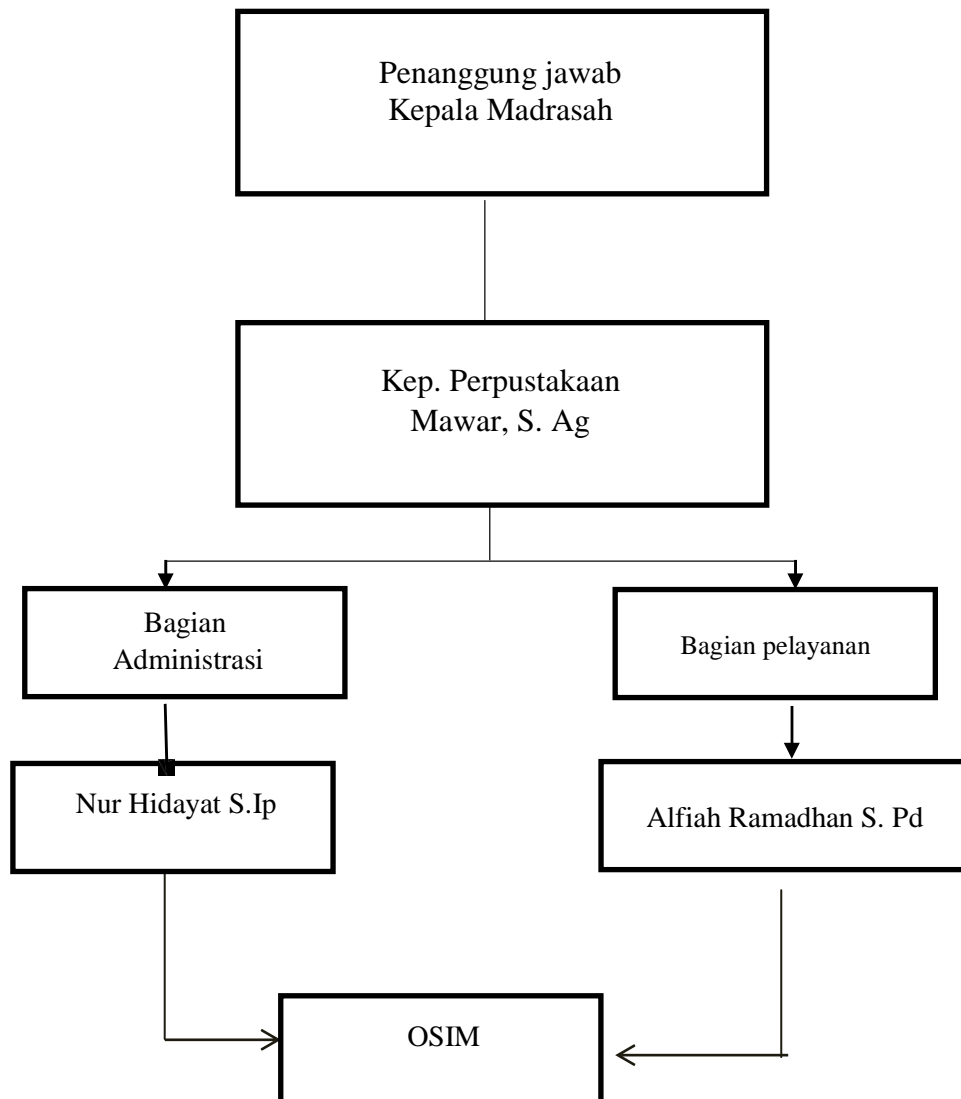 Penanggung jawab
Kepala Madrasah
Kep. Perpustakaan
Mawar, S. Ag
Bagian
Administrasi
Bagian pelayanan
Nur Hidayat S.Ip
Alfiah Ramadhan S. Pd
OSIM